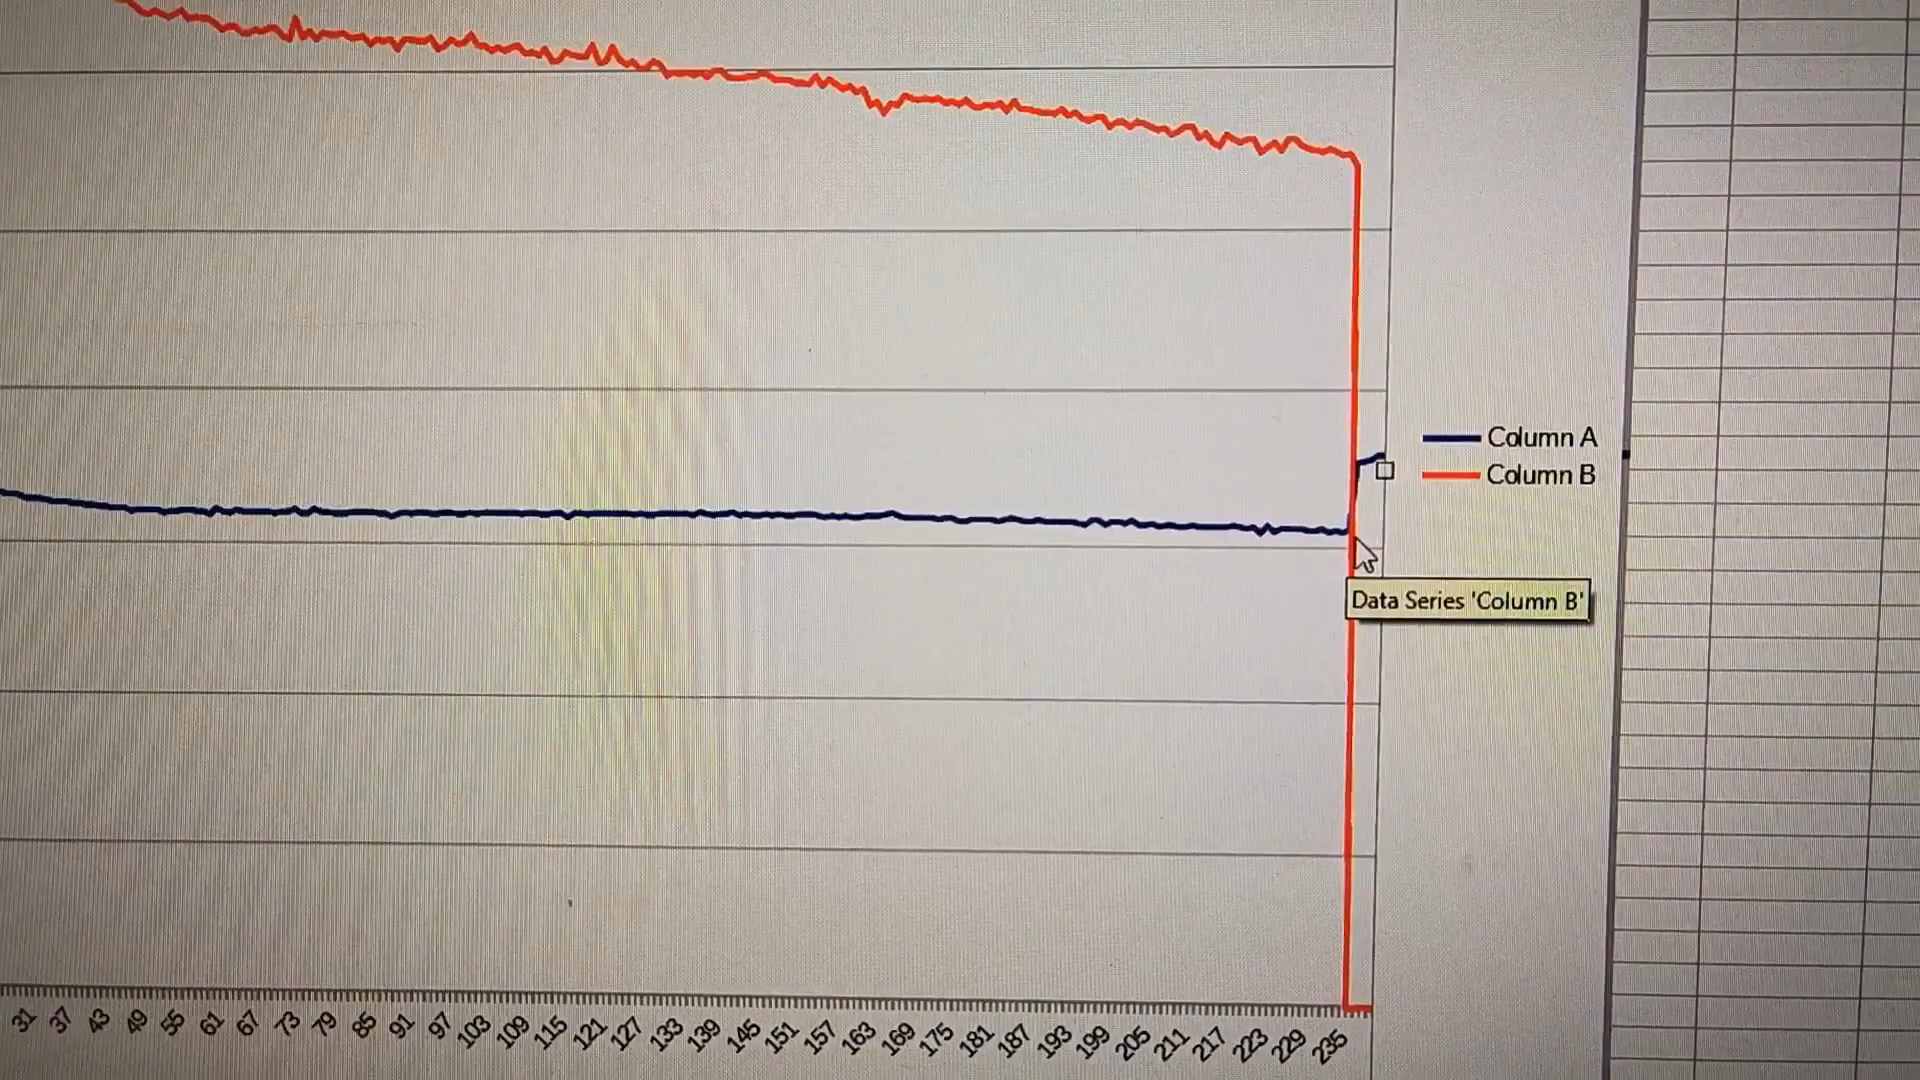 Column A
Column B
Data Series 'Column B'
31 37 43 49 55 61 67 73 79 85 91 97 103 109 115 121 127 133 139 145 151 157 163 169 175 181 187 193 199 205 211 217 223 229 235